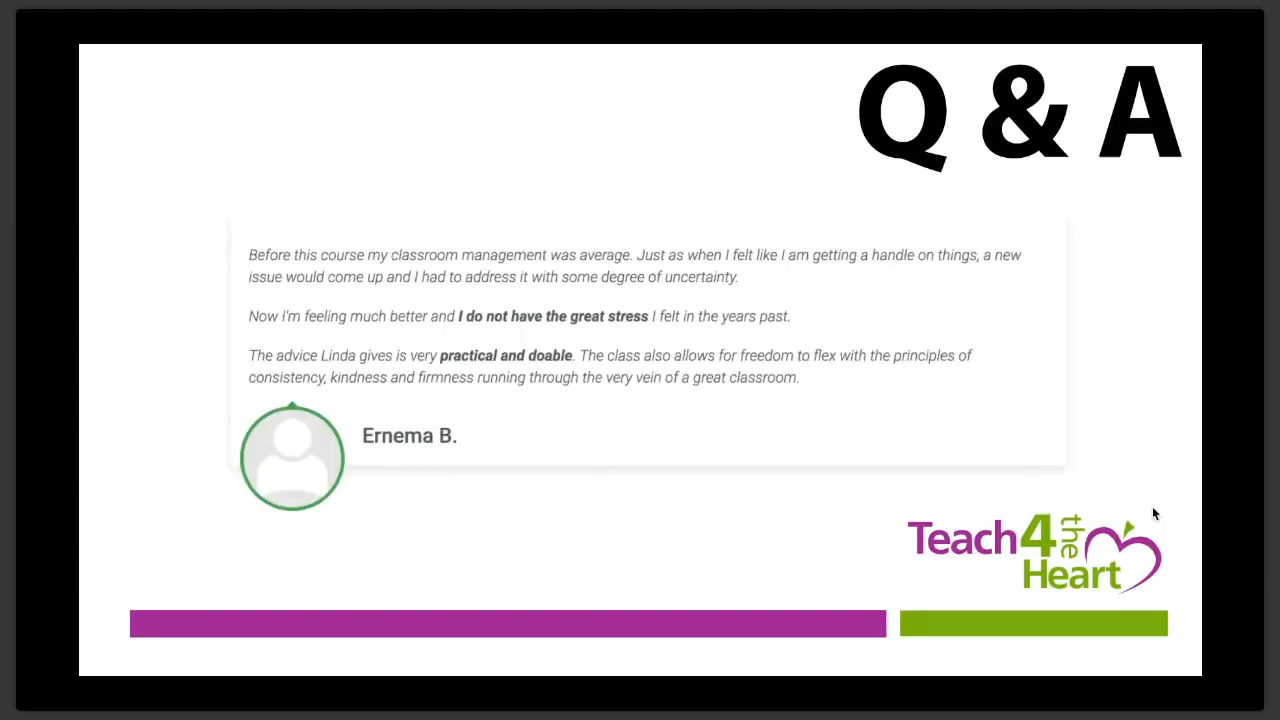 Q & A
Before this course my classroom management was average. Just as when I felt like I am getting a handle on things, a new
issue would come up and I had to address it with some degree of uncertainty.
Now I'm feeling much better and I do not have the great stress I felt in the years past.
The advice Linda gives is very practical and doable. The class also allows for freedom to flex with the principles of
consistency, kindness and firmness running through the very vein of a great classroom.
Ernema B.
Teach 4 the
Heart